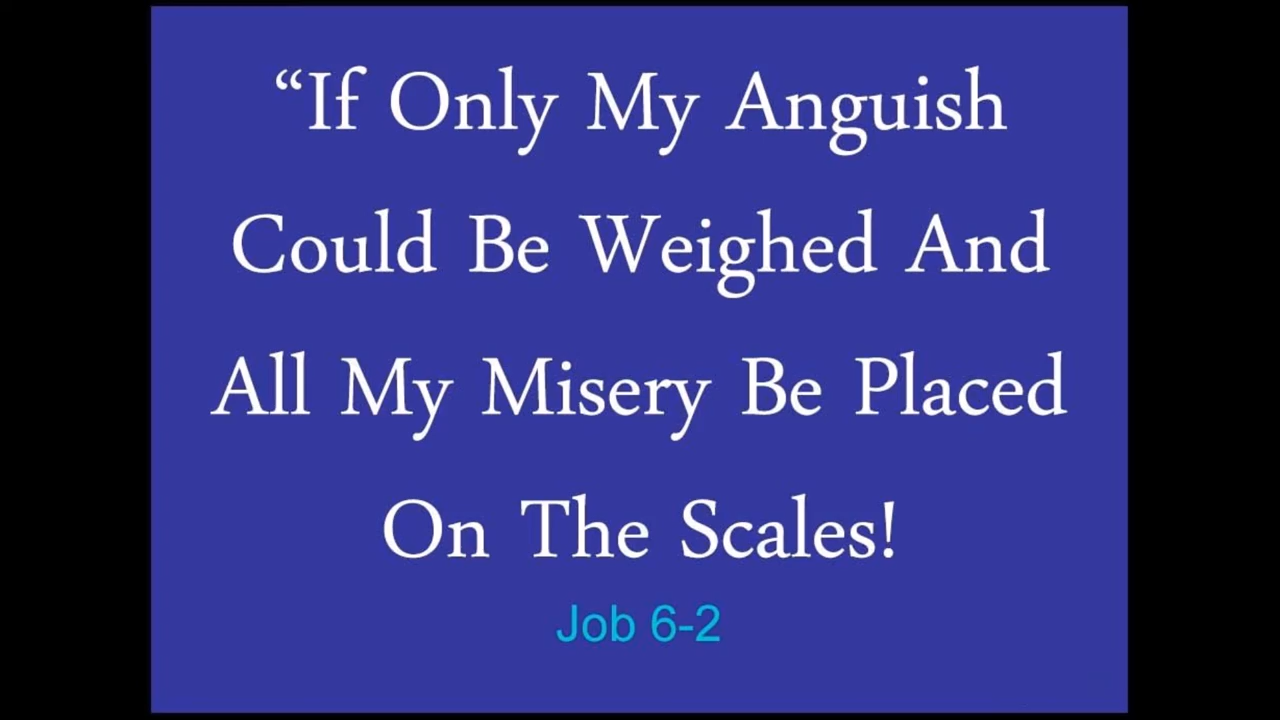 “If Only My Anguish
Could Be Weighed And
All My Misery Be Placed
On The Scales!
Job 6-2